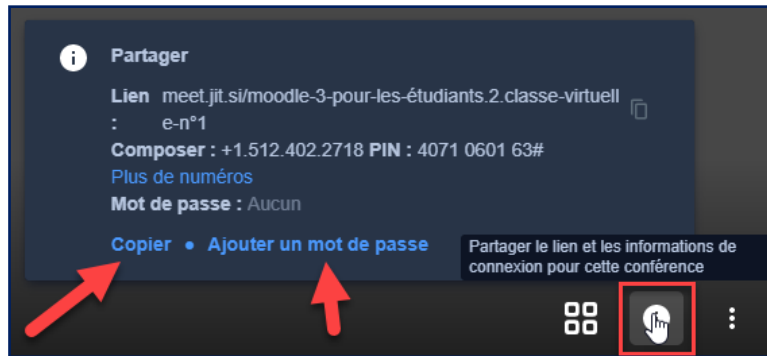 Partager
Lien meet.jit.si/moodle-3-pour-les-étudiants.2.classe-virtuell
: e-n°1
Composer : +1.512.402.2718 PIN : 4071 0601 63#
Plus de numéros
Mot de passe : Aucun
Copier • Ajouter un mot de passe
Partager le lien et les informations de
connexion pour cette conférence